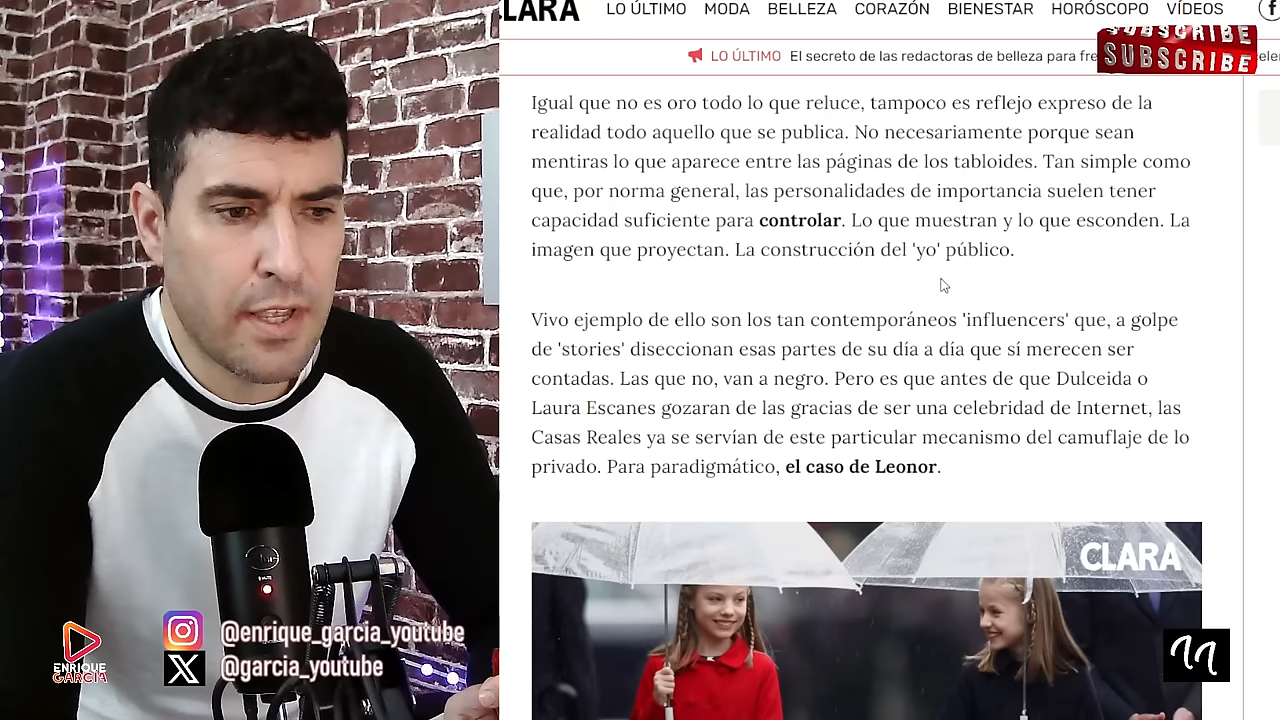 CLARA
LO ÚLTIMO MODA BELLEZA CORAZÓN BIENESTAR HORÓSCOPO VÍDEOS
SUBSCRIBE
SUBSCRIBE
LO ÚLTIMO El secreto de las redactoras de belleza para
Igual que no es oro todo lo que reluce, tampoco es reflejo expreso de la
realidad todo aquello que se publica. No necesariamente porque sean
mentiras lo que aparece entre las páginas de los tabloides. Tan simple como
que, por norma general, las personalidades de importancia suelen tener
capacidad suficiente para controlar. Lo que muestran y lo que esconden. La
imagen que proyectan. La construcción del 'yo' público.
Vivo ejemplo de ello son los tan contemporáneos 'influencers' que, a golpe
de 'stories' diseccionan esas partes de su día a día que sí merecen ser
contadas. Las que no, van a negro. Pero es que antes de que Dulceida o
Laura Escanes gozaran de las gracias de ser una celebridad de Internet, las
Casas Reales ya se servían de este particular mecanismo del camuflaje de lo
privado. Para paradigmático, el caso de Leonor.
CLARA
ENRIQUE
GARCIA
@enrique_garcia_youtube
@garcia_youtube